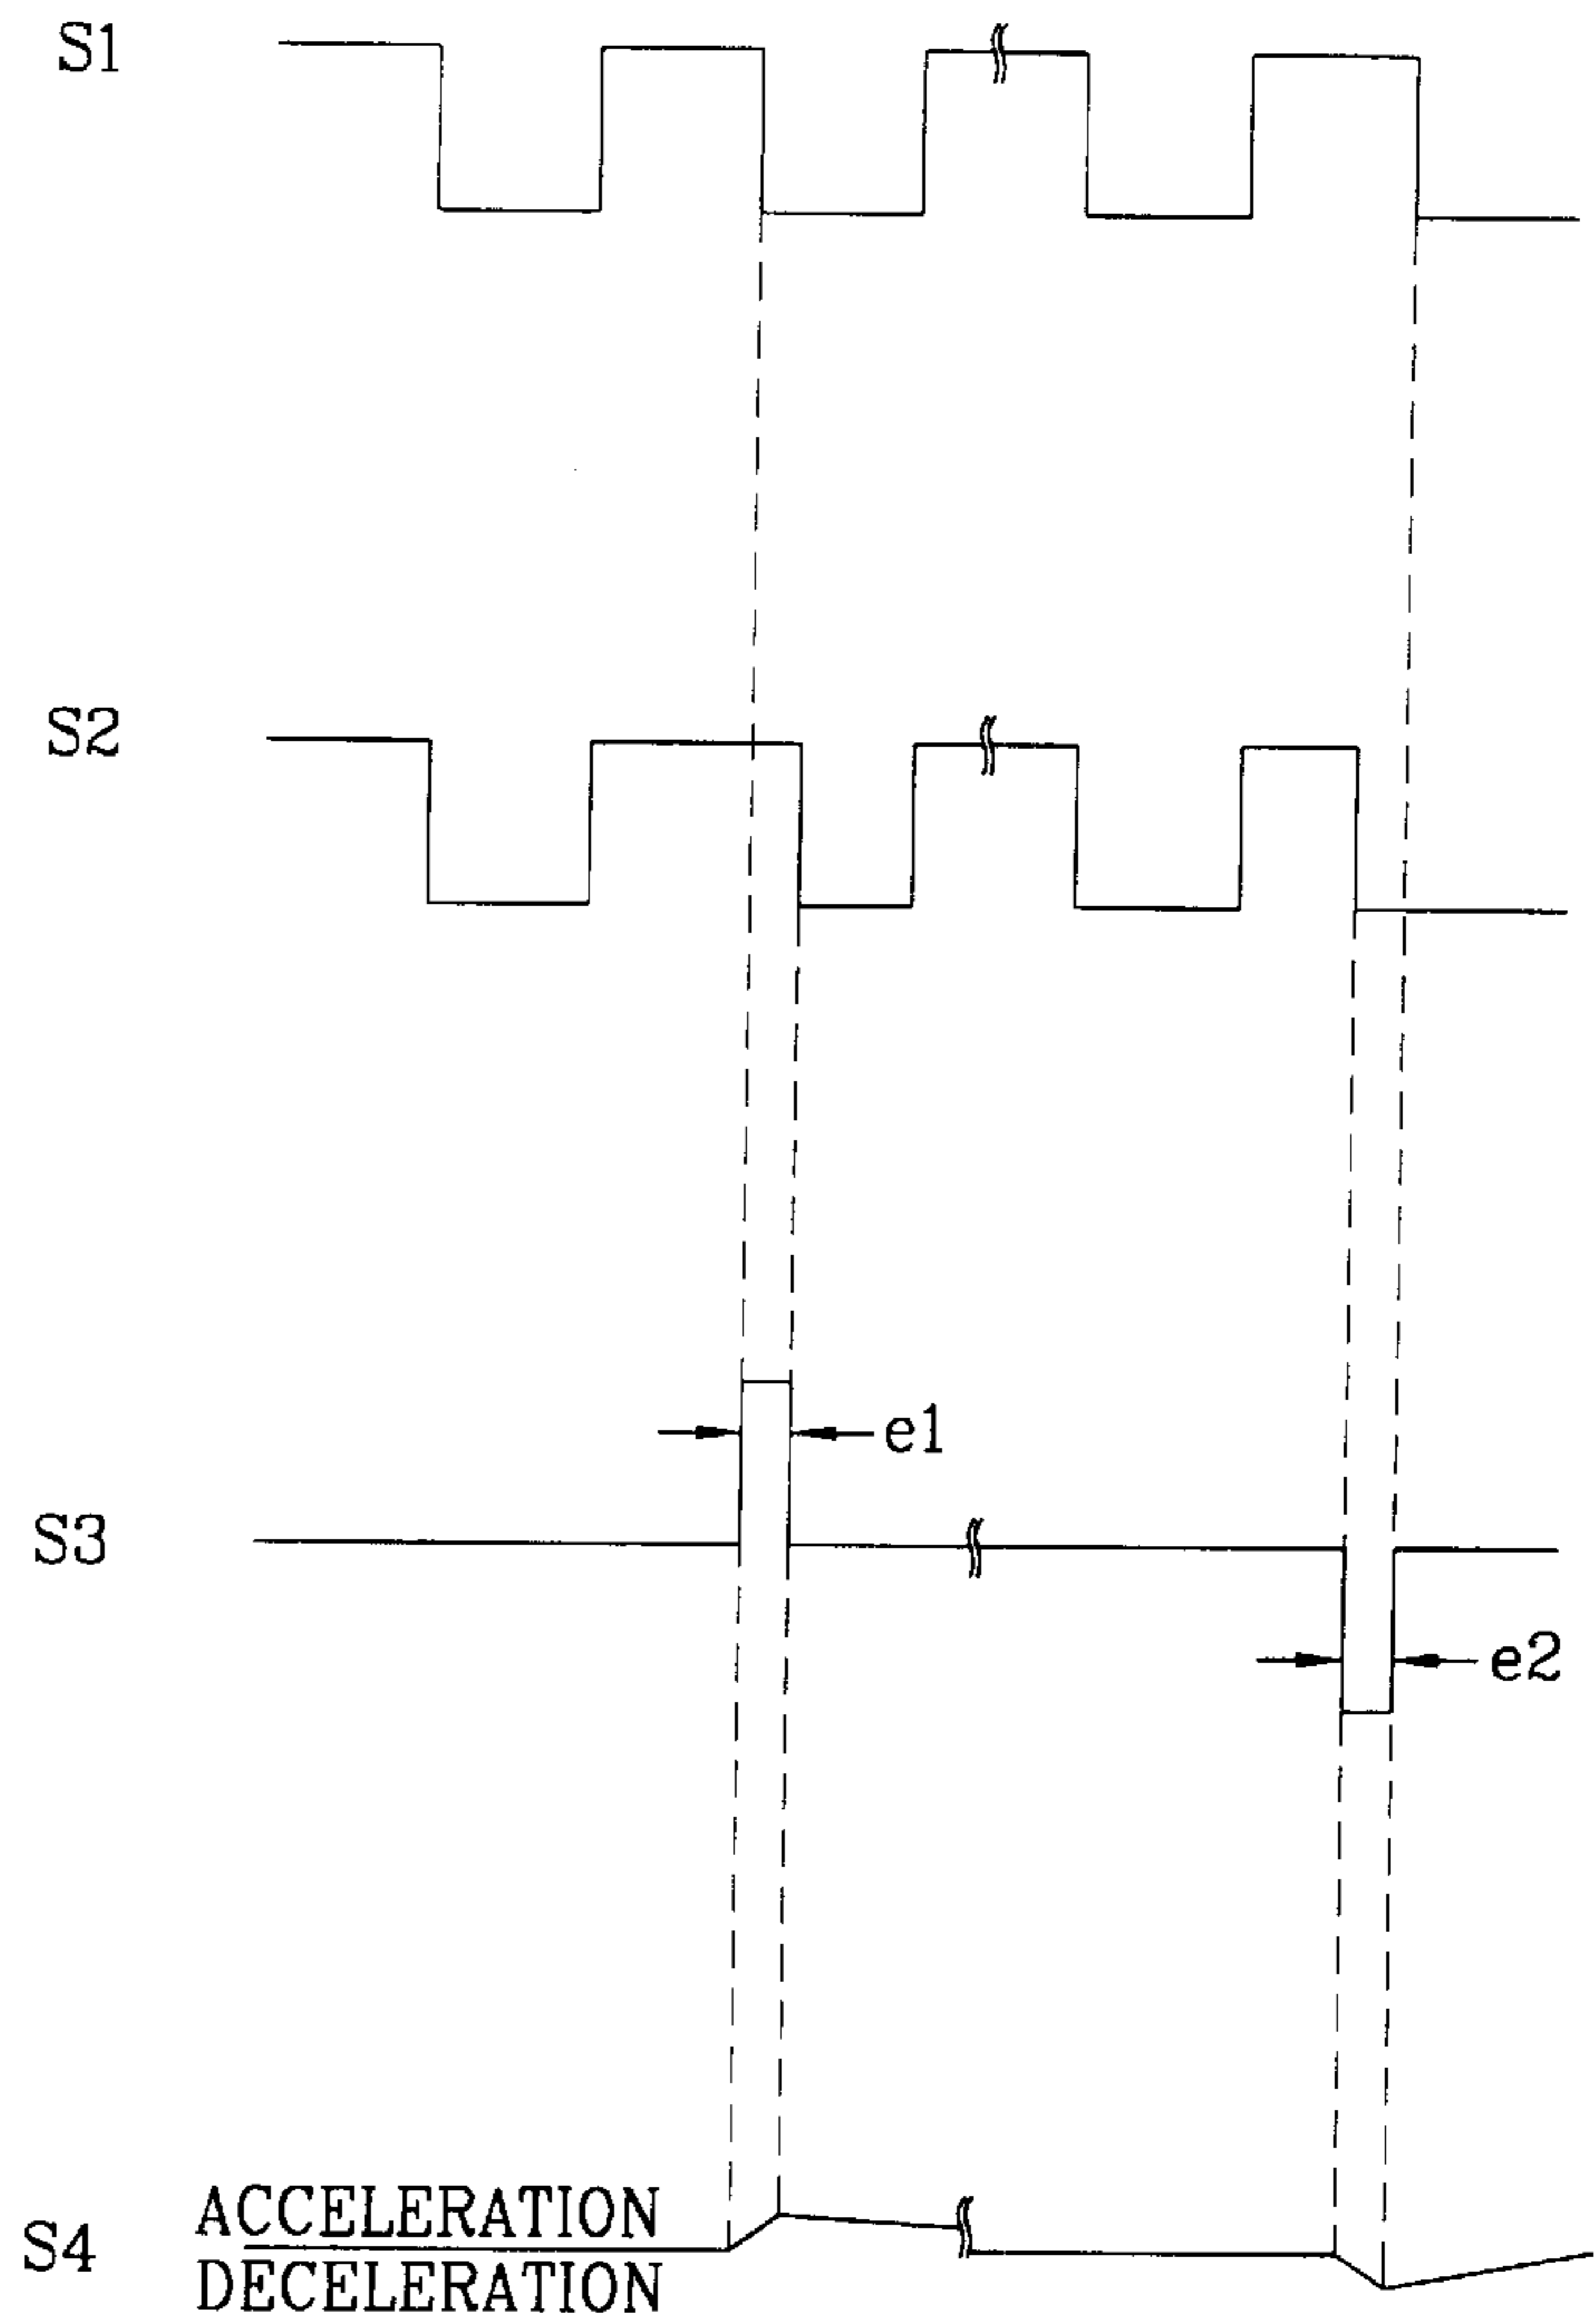 S1
S2
e1
S3
e2
ACCELERATION
S4
DECELERATION